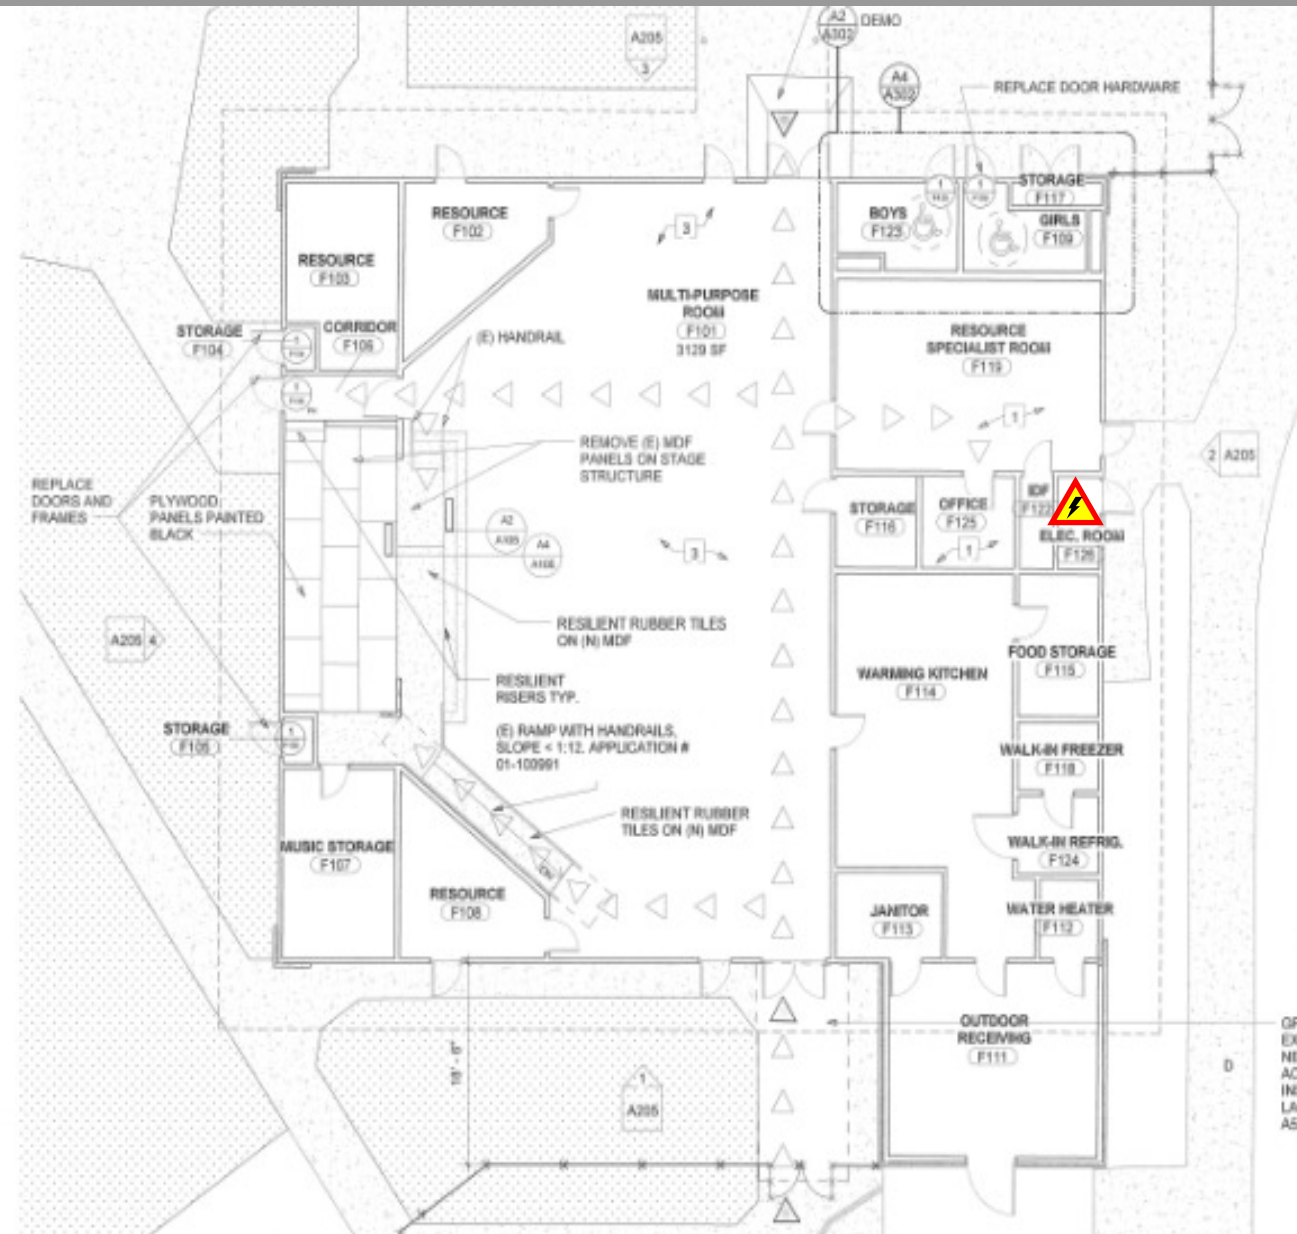 A205
3
A2
A302
DEMO
A4
A302
REPLACE DOOR HARDWARE
STORAGE
F117
BOYS
F123
GIRLS
F109
RESOURCE
F102
RESOURCE
F103
3
MULTI-PURPOSE
ROOM
F101
3129 SF
STORAGE
F104
CORRIDOR
F106
(E) HANDRAIL
RESOURCE
SPECIALIST ROOM
F119
1
REMOVE (E) MDF
PANELS ON STAGE
STRUCTURE
2 A205
REPLACE
DOORS AND
FRAMES
PLYWOOD
PANELS PAINTED
BLACK
STORAGE
F116
OFFICE
F125
1
IDF
F122
ELEC. ROOM
F126
A2
A105
A4
A105
3
RESILIENT RUBBER TILES
ON (N) MDF
A205 4
WARMING KITCHEN
F114
FOOD STORAGE
F115
RESILIENT
RISERS TYP.
STORAGE
F105
(E) RAMP WITH HANDRAILS,
SLOPE < 1:12. APPLICATION #
01-100991
WALK-IN FREEZER
F118
RESILIENT RUBBER
TILES ON (N) MDF
WALK-IN REFRIG.
F124
MUSIC STORAGE
F107
RESOURCE
F108
DN
JANITOR
F113
WATER HEATER
F112
OUTDOOR
RECEIVING
F111
18' - 6"
1
A205
D